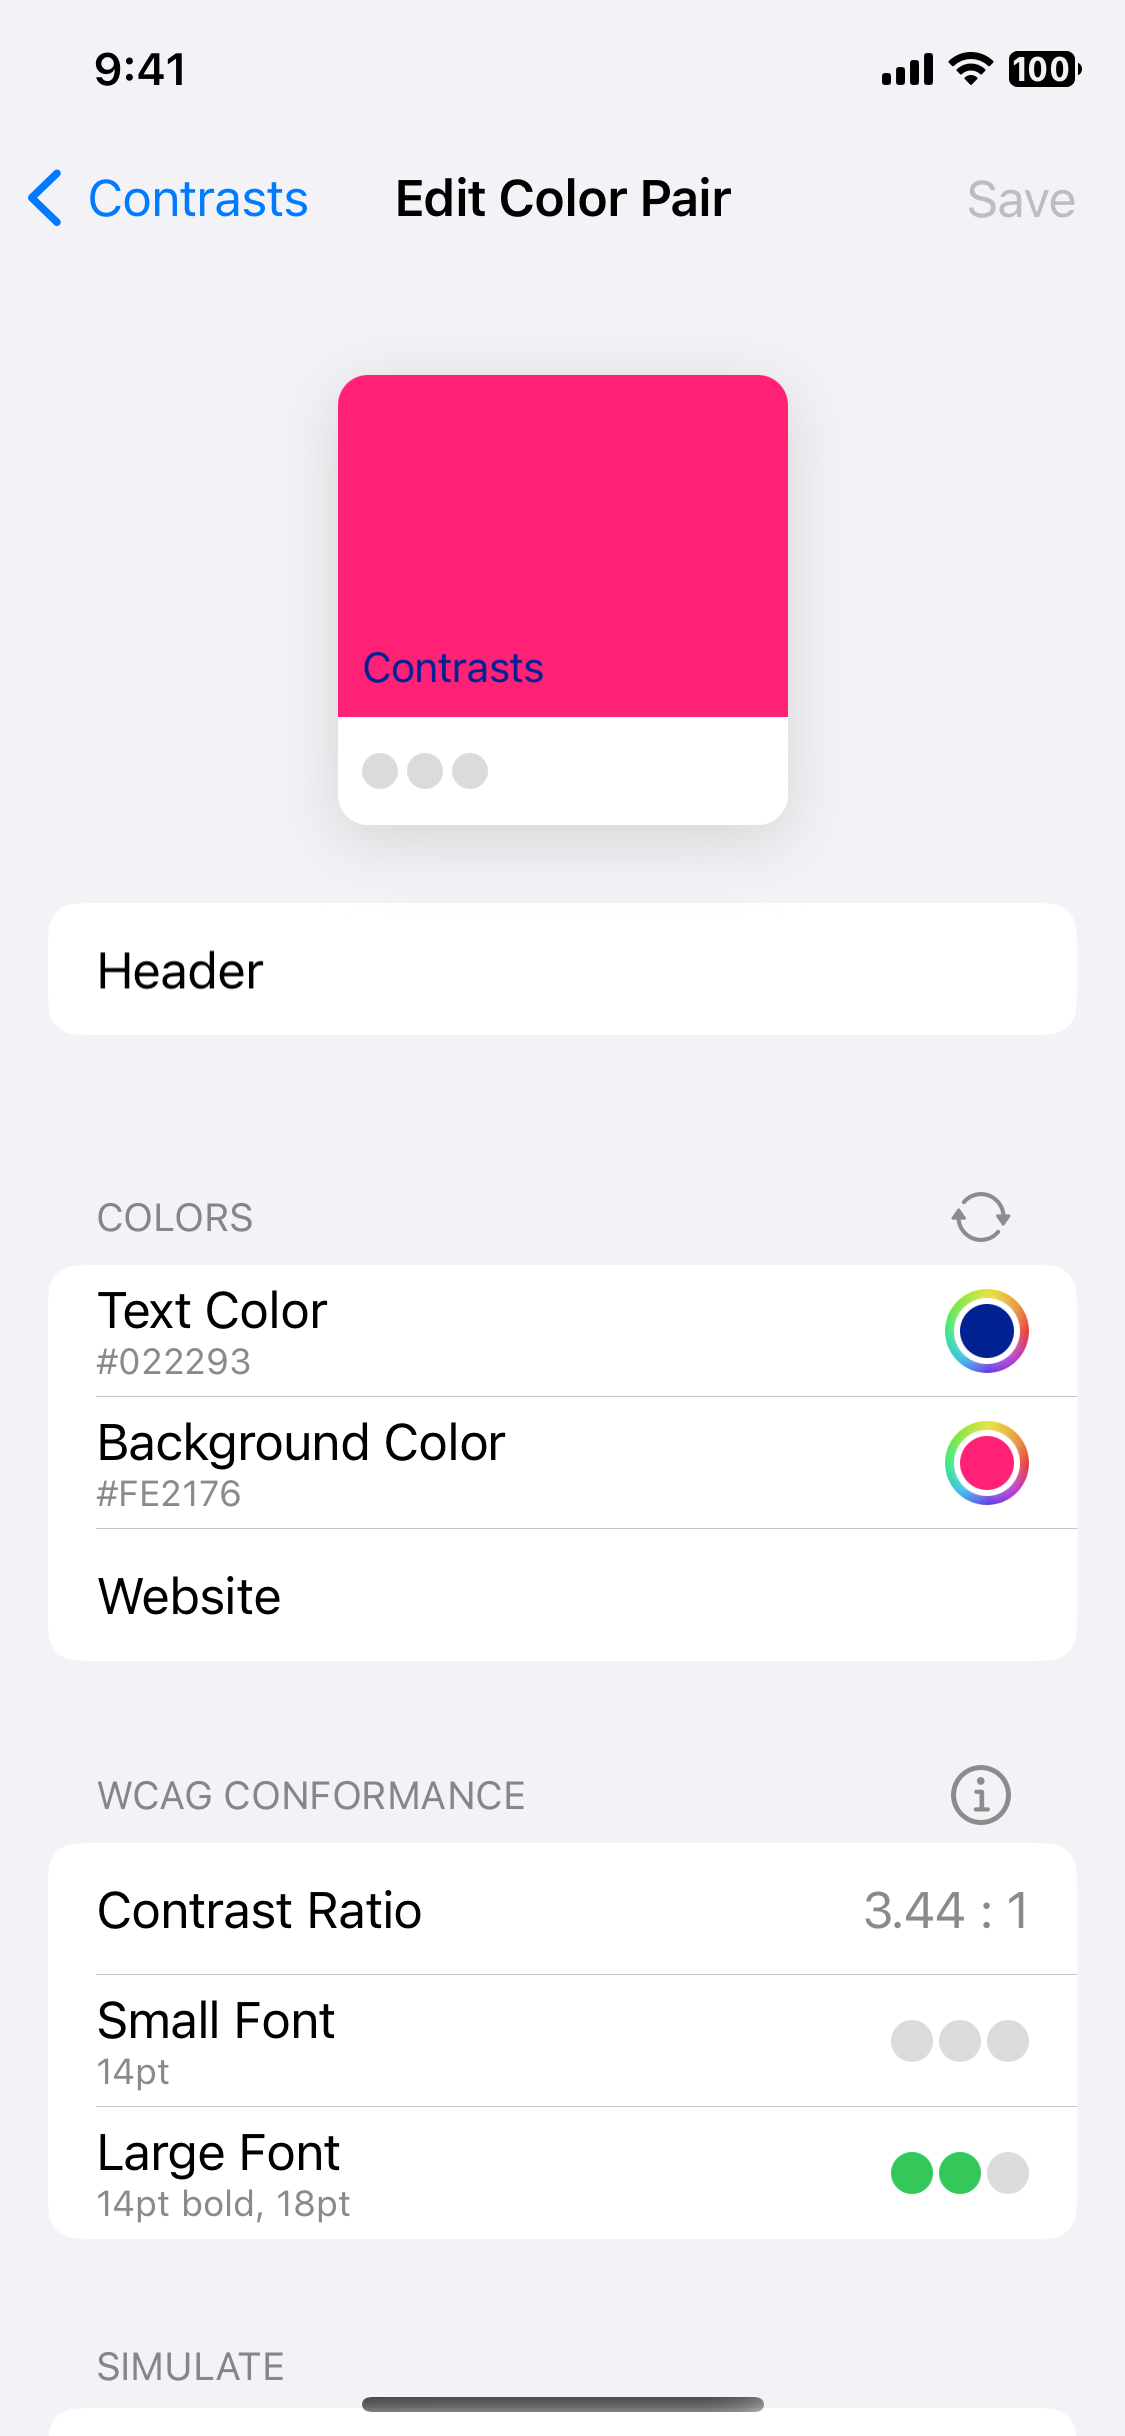 9:41
100
Contrasts
Edit Color Pair
Save
Contrasts
Header
COLORS
Text Color
#022293
Background Color
#FE2176
Website
WCAG CONFORMANCE
Contrast Ratio
3.44 : 1
Small Font
14pt
Large Font
14pt bold, 18pt
SIMULATE